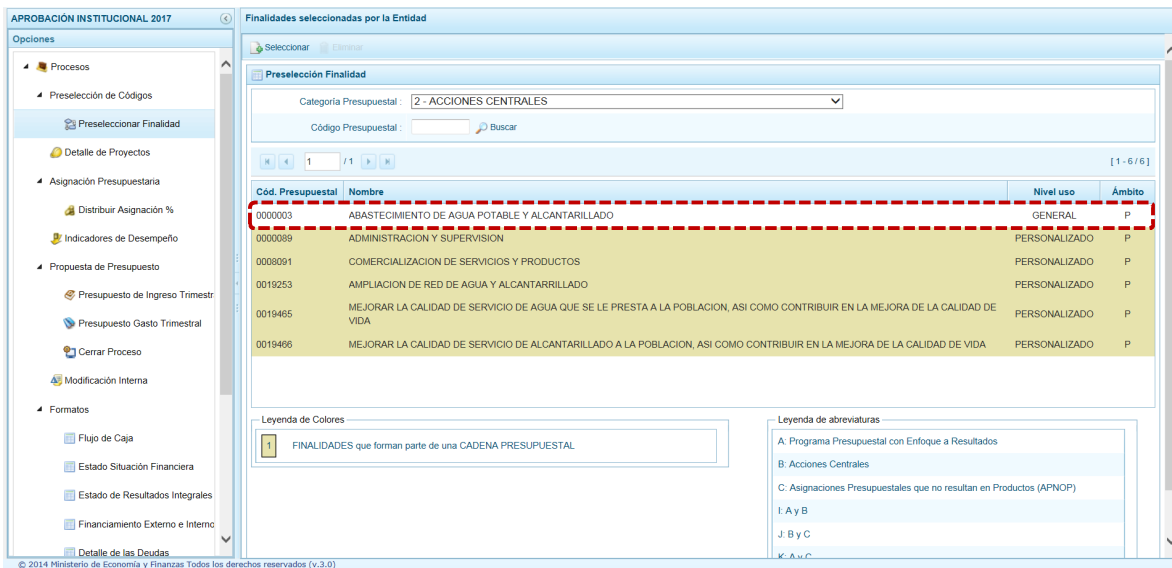 APROBACIÓN INSTITUCIONAL 2017
Opciones
Procesos
Preselección de Códigos
Preseleccionar Finalidad
Detalle de Proyectos
Asignación Presupuestaria
Distribuir Asignación %
Indicadores de Desempeño
Propuesta de Presupuesto
Presupuesto de Ingreso Trimestr
Presupuesto Gasto Trimestral
Cerrar Proceso
Modificación Interna
Formatos
Flujo de Caja
Estado Situación Financiera
Estado de Resultados Integrales
Financiamiento Externo e Interno
Detalle de las Deudas
Finalidades seleccionadas por la Entidad
Seleccionar Eliminar
Preselección Finalidad
Categoría Presupuestal : 2 - ACCIONES CENTRALES
Código Presupuestal : Buscar
1 / 1 [ 1 - 6 / 6 ]
Cód. Presupuestal Nombre Nivel uso Ámbito
0000003 ABASTECIMIENTO DE AGUA POTABLE Y ALCANTARILLADO GENERAL P
0000089 ADMINISTRACION Y SUPERVISION PERSONALIZADO P
0008091 COMERCIALIZACION DE SERVICIOS Y PRODUCTOS PERSONALIZADO P
0019253 AMPLIACION DE RED DE AGUA Y ALCANTARRILLADO PERSONALIZADO P
0019465 MEJORAR LA CALIDAD DE SERVICIO DE AGUA QUE SE LE PRESTA A LA POBLACION, ASI COMO CONTRIBUIR EN LA MEJORA DE LA CALIDAD DE
VIDA PERSONALIZADO P
0019466 MEJORAR LA CALIDAD DE SERVICIO DE ALCANTARILLADO A LA POBLACION, ASI COMO CONTRIBUIR EN LA MEJORA DE LA CALIDAD DE VIDA PERSONALIZADO P
Leyenda de Colores
1 FINALIDADES que forman parte de una CADENA PRESUPUESTAL
Leyenda de abreviaturas
A: Programa Presupuestal con Enfoque a Resultados
B: Acciones Centrales
C: Asignaciones Presupuestales que no resultan en Productos (APNOP)
I: A y B
J: B y C
K: A y C
© 2014 Ministerio de Economía y Finanzas Todos los derechos reservados (v.3.0)